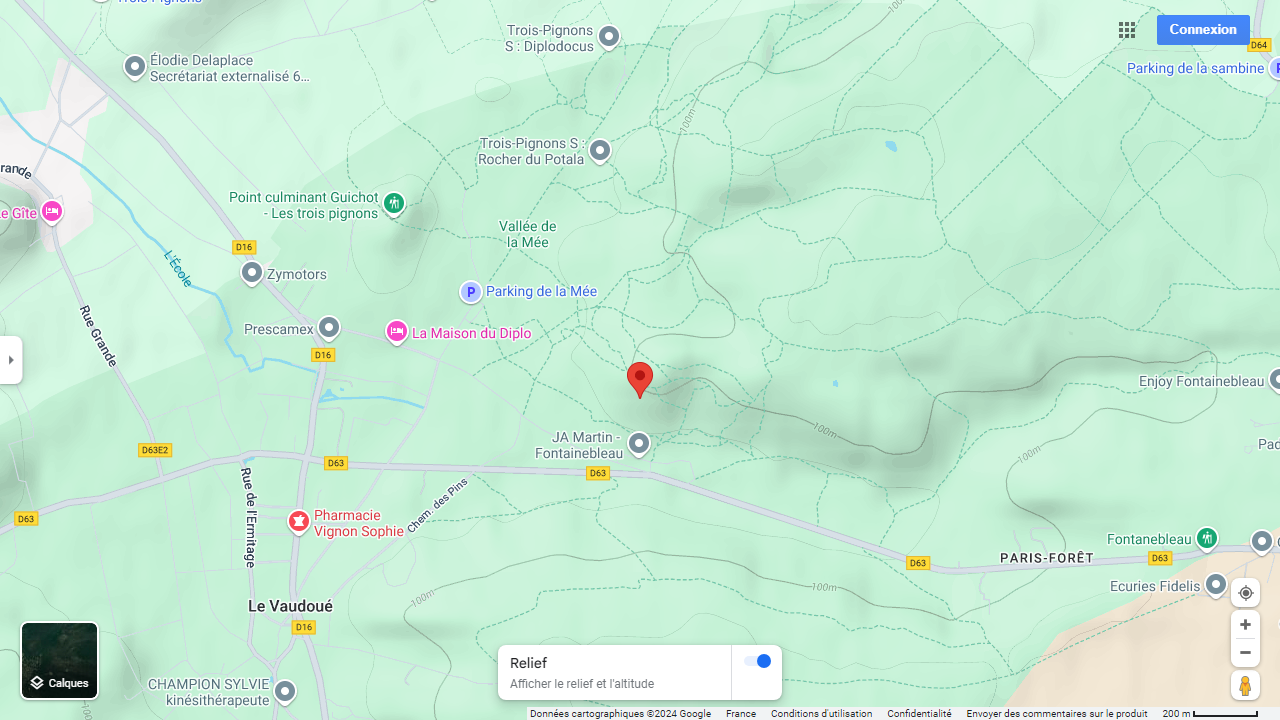 Trois-Pignons
Trois-Pignons
S : Diplodocus
Connexion
D64
Élodie Delaplace
Secrétariat externalisé 6...
Parking de la sambine
100m
100m
Trois-Pignons S :
Rocher du Potala
rande
Le Gîte
Point culminant Guichot
- Les trois pignons
Vallée de
la Mée
D16
L'École
Zymotors
Parking de la Mée
Rue Grande
Prescamex
La Maison du Diplo
D16
Enjoy Fontainebleau
100m
JA Martin -
Fontainebleau
Pad
D63E2
D63
D63
100m
Rue de l'Ermitage
Chem. des Pins
D63
Pharmacie
Vignon Sophie
Fontanebleau
PARIS-FORÊT
D63
D63
100m
100m
Ecuries Fidelis
Le Vaudoué
D16
Relief
Afficher le relief et l'altitude
Calques
CHAMPION SYLVIE
kinésithérapeute
Données cartographiques ©2024 Google France Conditions d'utilisation Confidentialité Envoyer des commentaires sur le produit 200 m